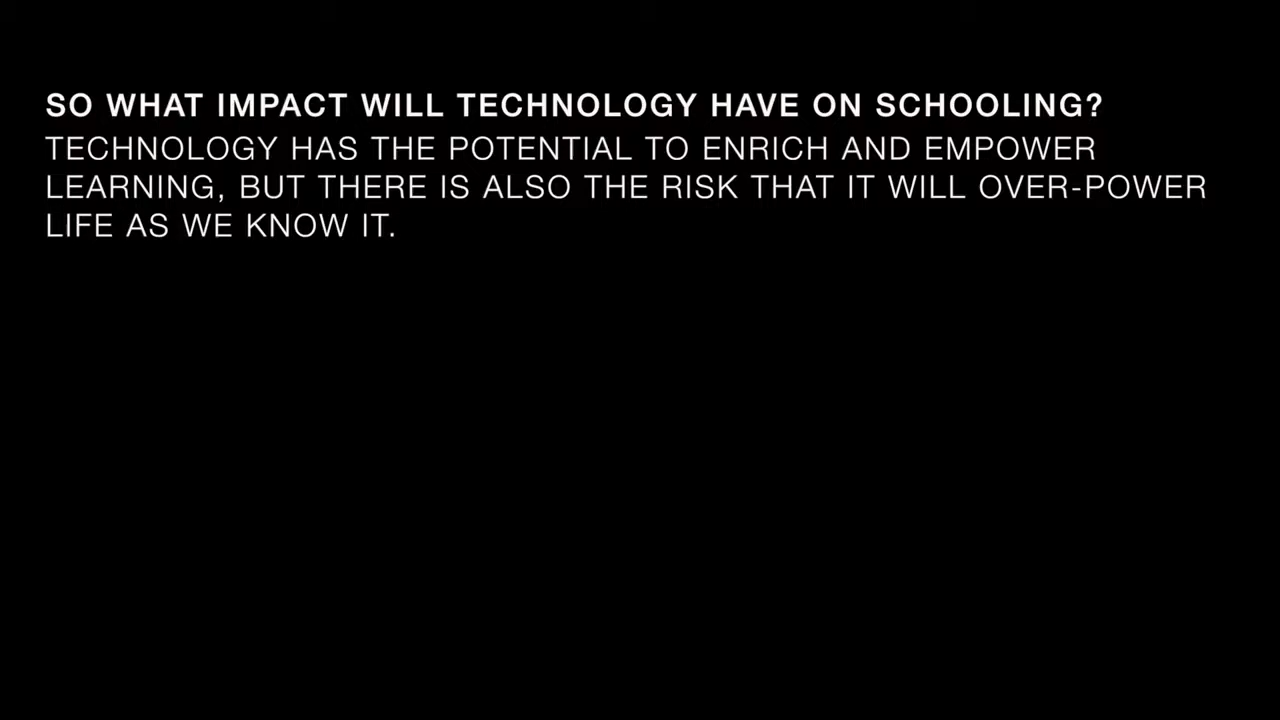 SO WHAT IMPACT WILL TECHNOLOGY HAVE ON SCHOOLING?
TECHNOLOGY HAS THE POTENTIAL TO ENRICH AND EMPOWER
LEARNING, BUT THERE IS ALSO THE RISK THAT IT WILL OVER-POWER
LIFE AS WE KNOW IT.